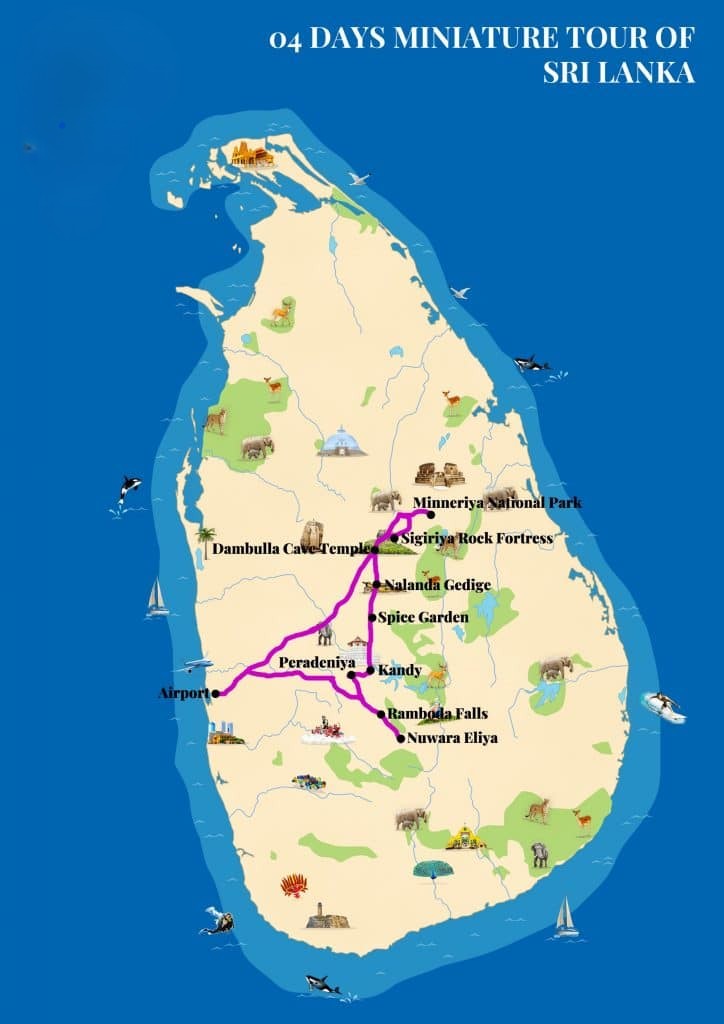 04 DAYS MINIATURE TOUR OF
SRI LANKA
Minneriya National Park
Sigiriya Rock Fortress
Dambulla Cave Temple
Nalanda Gedige
Spice Garden
Peradeniya
Kandy
Airport
Ramboda Falls
Nuwara Eliya